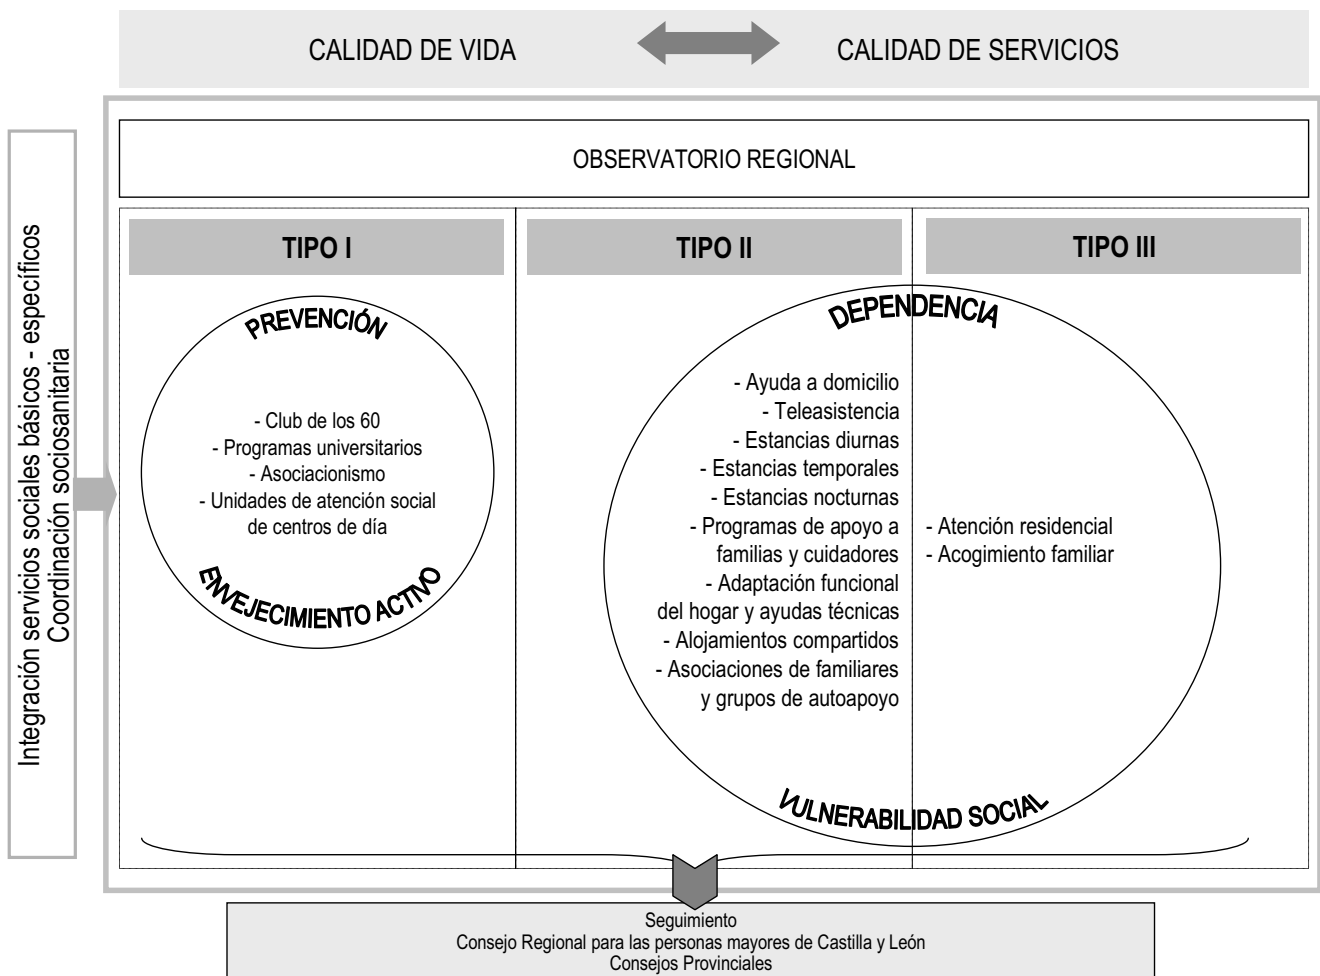 CALIDAD DE VIDA
CALIDAD DE SERVICIOS
Integración servicios sociales básicos - específicos
Coordinación sociosanitaria
OBSERVATORIO REGIONAL
TIPO I
TIPO II
TIPO III
PREVENCIÓN
- Club de los 60
- Programas universitarios
- Asociacionismo
- Unidades de atención social
de centros de día
ENVEJECIMIENTO ACTIVO
DEPENDENCIA
- Ayuda a domicilio
- Teleasistencia
- Estancias diurnas
- Estancias temporales
- Estancias nocturnas
- Programas de apoyo a
familias y cuidadores
- Adaptación funcional
del hogar y ayudas técnicas
- Alojamientos compartidos
- Asociaciones de familiares
y grupos de autoapoyo
- Atención residencial
- Acogimiento familiar
VULNERABILIDAD SOCIAL
Seguimiento
Consejo Regional para las personas mayores de Castilla y León
Consejos Provinciales